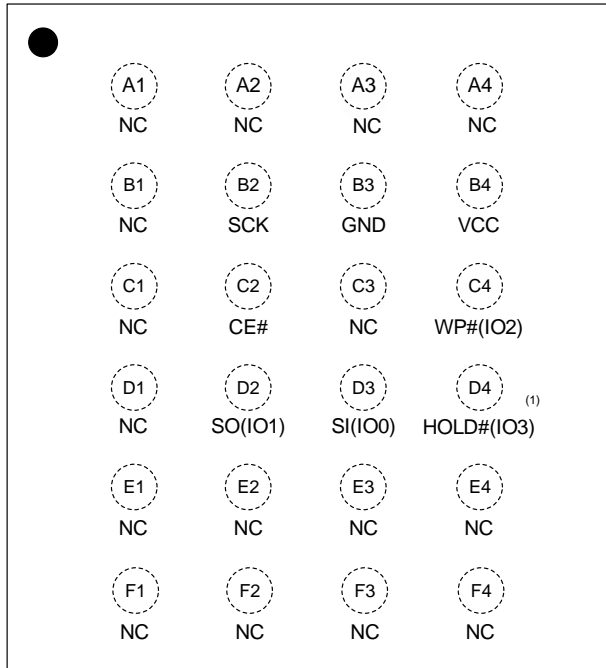 A1 A2 A3 A4
NC NC NC NC
B1 B2 B3 B4
NC SCK GND VCC
C1 C2 C3 C4
NC CE# NC WP#(IO2)
D1 D2 D3 D4 (1)
NC SO(IO1) SI(IO0) HOLD#(IO3)
E1 E2 E3 E4
NC NC NC NC
F1 F2 F3 F4
NC NC NC NC